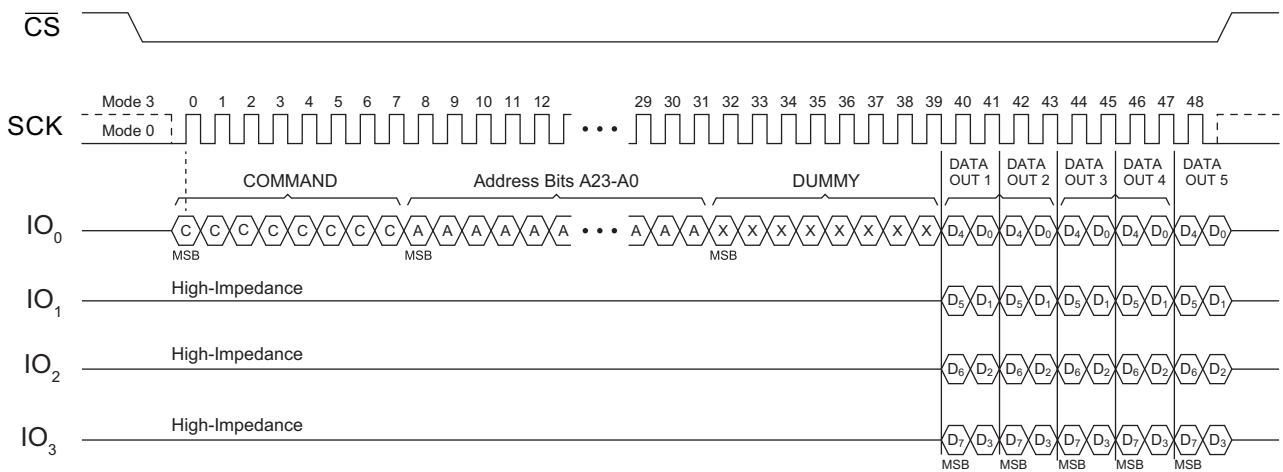 CS
Mode 3
0 1 2 3 4 5 6 7 8 9 10 11 12 29 30 31 32 33 34 35 36 37 38 39 40 41 42 43 44 45 46 47 48
SCK
Mode 0
• • •
DATA OUT 1
DATA OUT 2
DATA OUT 3
DATA OUT 4
DATA OUT 5
COMMAND
Address Bits A23-A0
DUMMY
IO0 C C C C C C C C A A A A A A • • • A A A X X X X X X X X D4 D0 D4 D0 D4 D0 D4 D0 D4 D0
MSB MSB MSB
High-Impedance
IO1 D5 D1 D5 D1 D5 D1 D5 D1 D5 D1
High-Impedance
IO2 D6 D2 D6 D2 D6 D2 D6 D2 D6 D2
High-Impedance
IO3 D7 D3 D7 D3 D7 D3 D7 D3 D7 D3
MSB MSB MSB MSB MSB